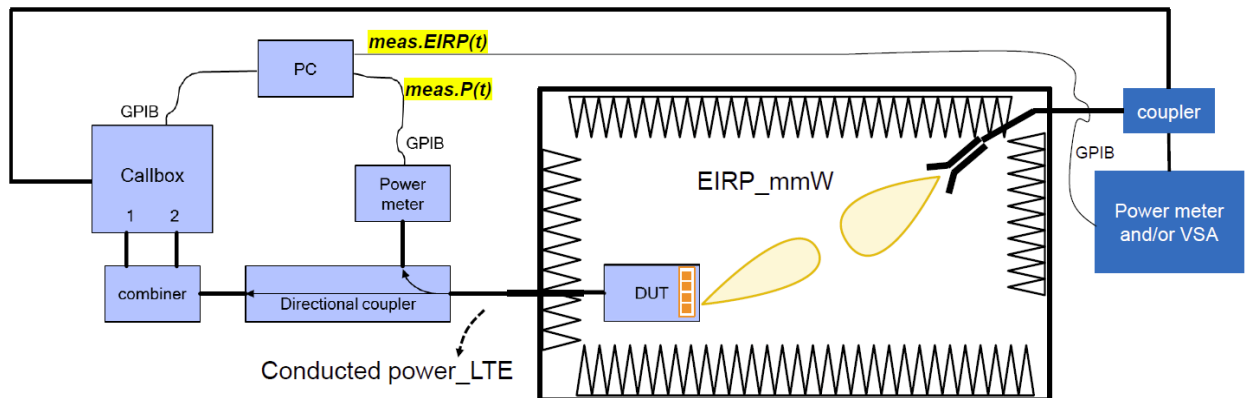 meas.EIRP(t)
PC
meas.P(t)
GPIB
GPIB
Callbox
1 2
Power
meter
combiner
Directional coupler
Conducted power_LTE
EIRP_mmW
DUT
coupler
GPIB
Power meter
and/or VSA